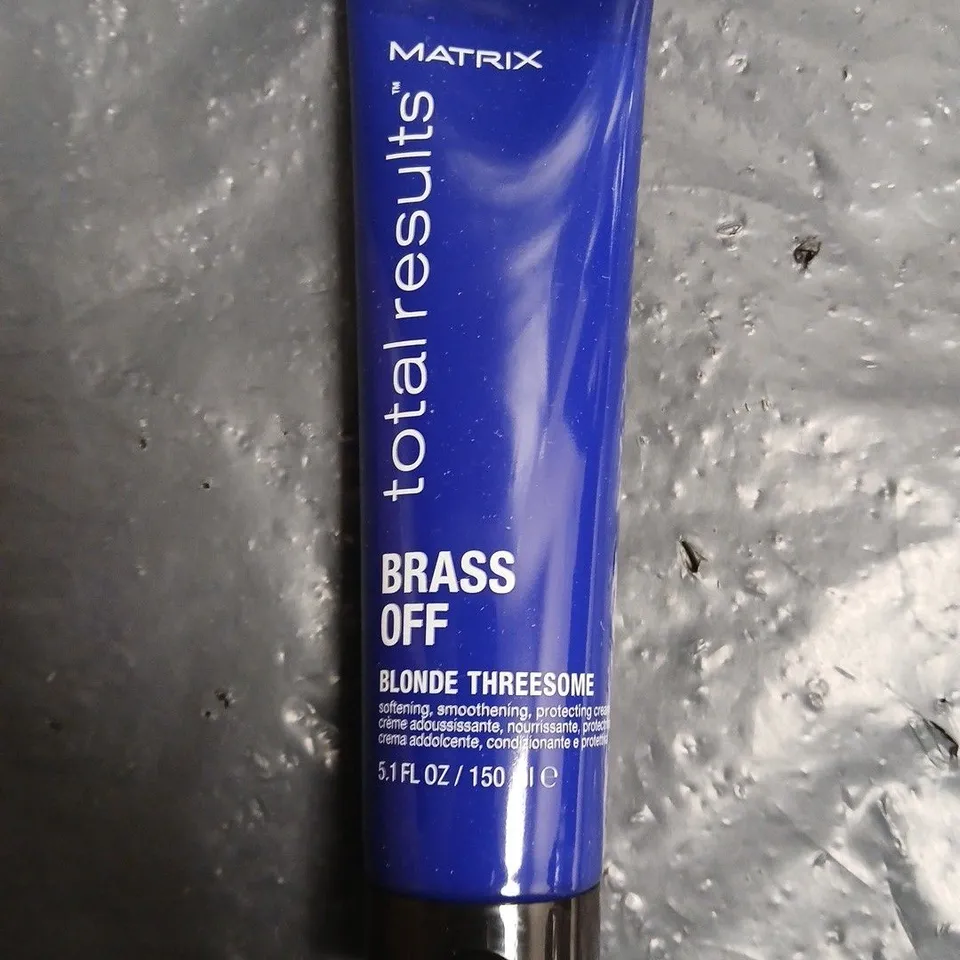 MATRIX
total results™
BRASS
OFF
BLONDE THREESOME
softening, smoothening, protecting
crème adoussissante, nourrissante,
crema addolcente, condizionante e
5.1 FL OZ / 150 ℮